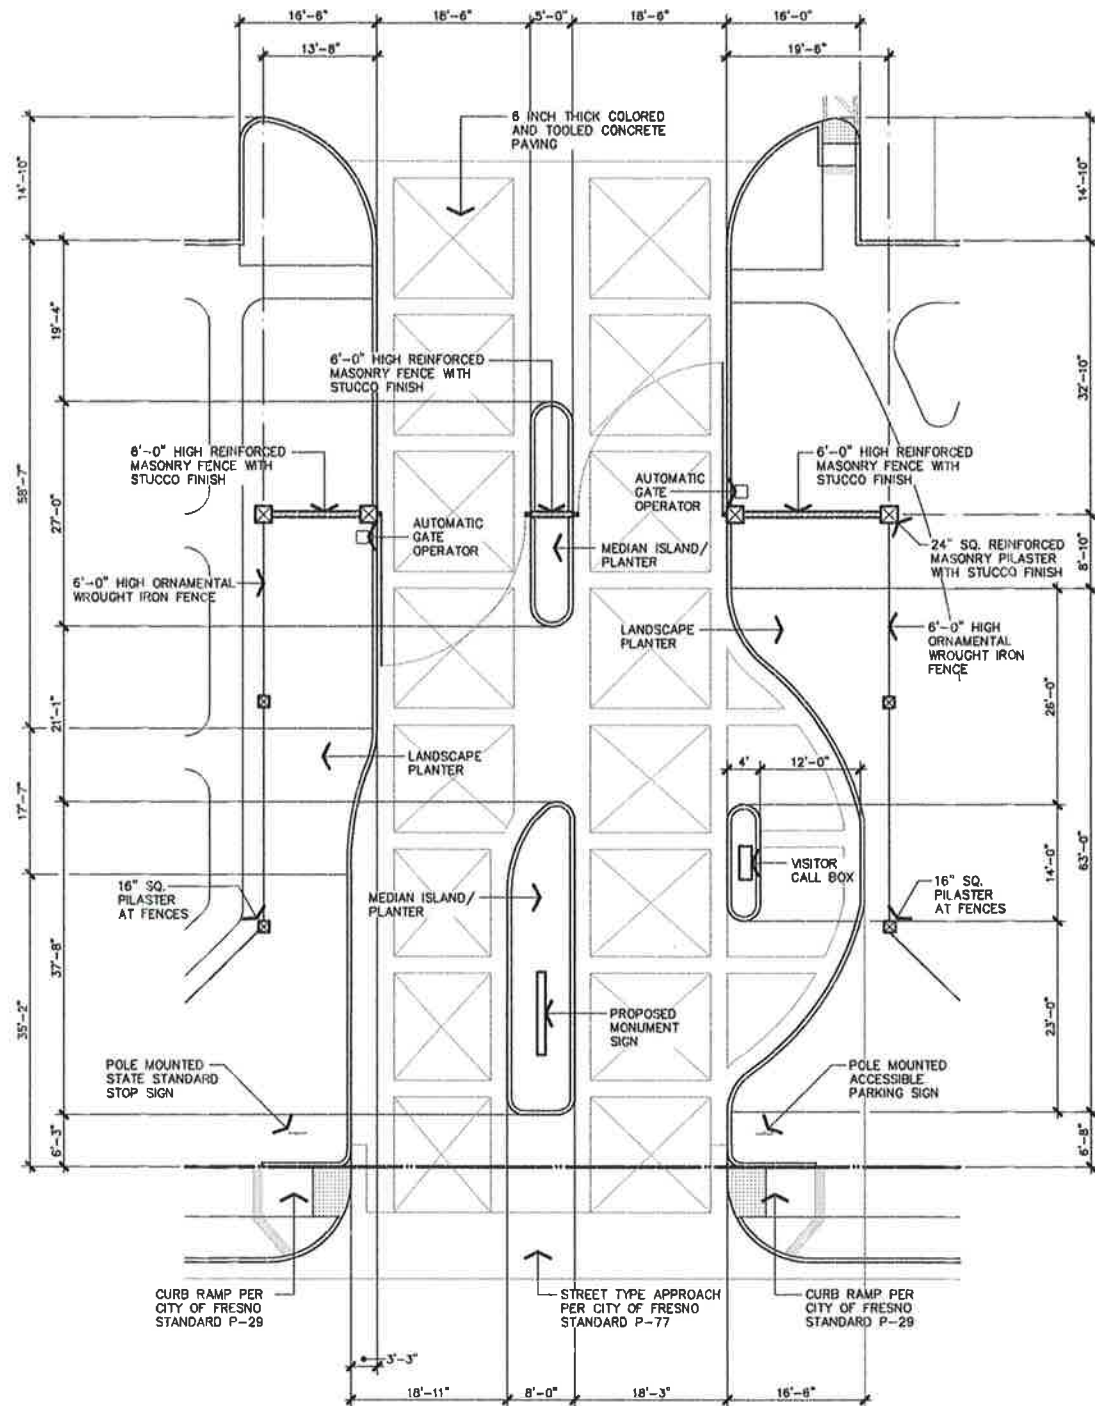 16'-6"
18'-6"
5'-0"
18'-6"
16'-0"
13'-8"
19'-6"
6 INCH THICK COLORED
AND TOOLED CONCRETE
PAVING
14'-10"
14'-10"
19'-4"
32'-10"
6'-0" HIGH REINFORCED
MASONRY FENCE WITH
STUCCO FINISH
6'-0" HIGH REINFORCED
MASONRY FENCE WITH
STUCCO FINISH
6'-0" HIGH REINFORCED
MASONRY FENCE WITH
STUCCO FINISH
58'-7"
27'-0"
AUTOMATIC
GATE
OPERATOR
AUTOMATIC
GATE
OPERATOR
MEDIAN ISLAND/
PLANTER
24" SQ. REINFORCED
MASONRY PILASTER
WITH STUCCO FINISH
8'-10"
6'-0" HIGH ORNAMENTAL
WROUGHT IRON FENCE
LANDSCAPE
PLANTER
6'-0" HIGH
ORNAMENTAL
WROUGHT IRON
FENCE
21'-1"
26'-0"
LANDSCAPE
PLANTER
4'
12'-0"
17'-7"
14'-0"
63'-0"
VISITOR
CALL BOX
16" SQ.
PILASTER
AT FENCES
MEDIAN ISLAND/
PLANTER
16" SQ.
PILASTER
AT FENCES
37'-8"
35'-2"
23'-0"
PROPOSED
MONUMENT
SIGN
POLE MOUNTED
STATE STANDARD
STOP SIGN
POLE MOUNTED
ACCESSIBLE
PARKING SIGN
6'-3"
6'-8"
CURB RAMP PER
CITY OF FRESNO
STANDARD P-29
STREET TYPE APPROACH
PER CITY OF FRESNO
STANDARD P-77
CURB RAMP PER
CITY OF FRESNO
STANDARD P-29
3'-3"
18'-11"
8'-0"
18'-3"
16'-6"